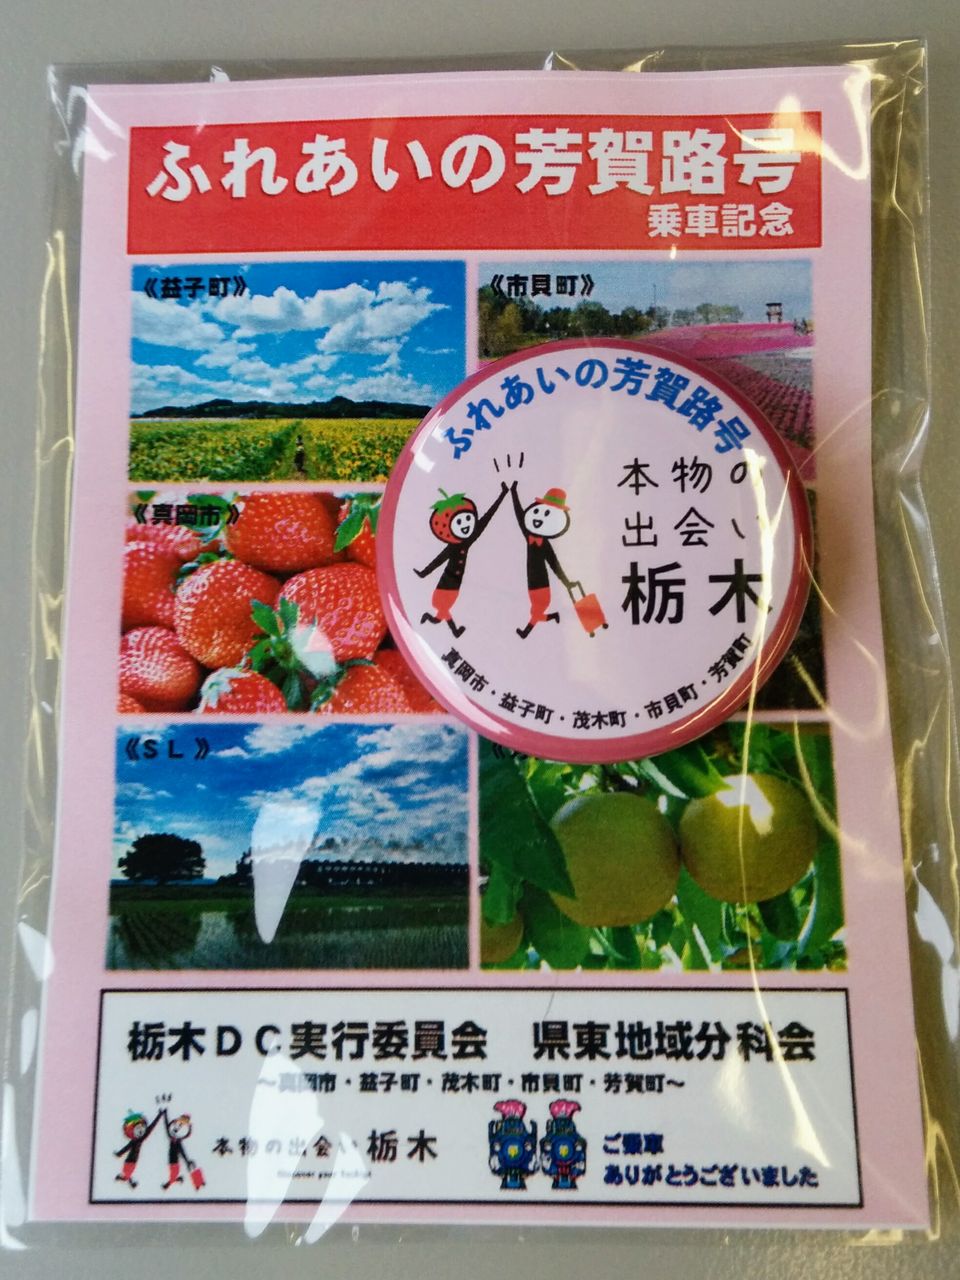 ふれあいの芳賀路号
乗車記念
《益子町》
《市貝町》
ふれあいの芳賀路号
本物の
出会い
栃木
真岡市・益子町・茂木町・市貝町・芳賀町
《真岡市》
《SL》
栃木DC実行委員会 県東地域分科会
~真岡市・益子町・茂木町・市貝町・芳賀町~
本物の出会い 栃木
ご乗車
ありがとうございました